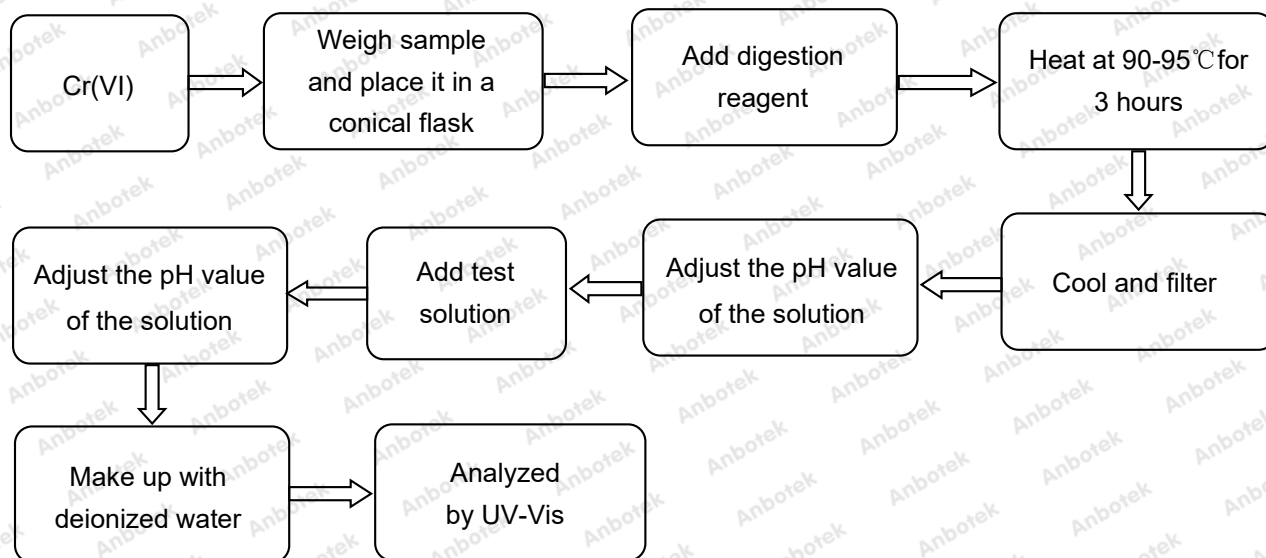 Cr(VI)
Weigh sample
and place it in a
conical flask
Add digestion
reagent
Heat at 90-95℃for
3 hours
Cool and filter
Adjust the pH value
of the solution
Add test
solution
Adjust the pH value
of the solution
Make up with
deionized water
Analyzed
by UV-Vis
Anbotek